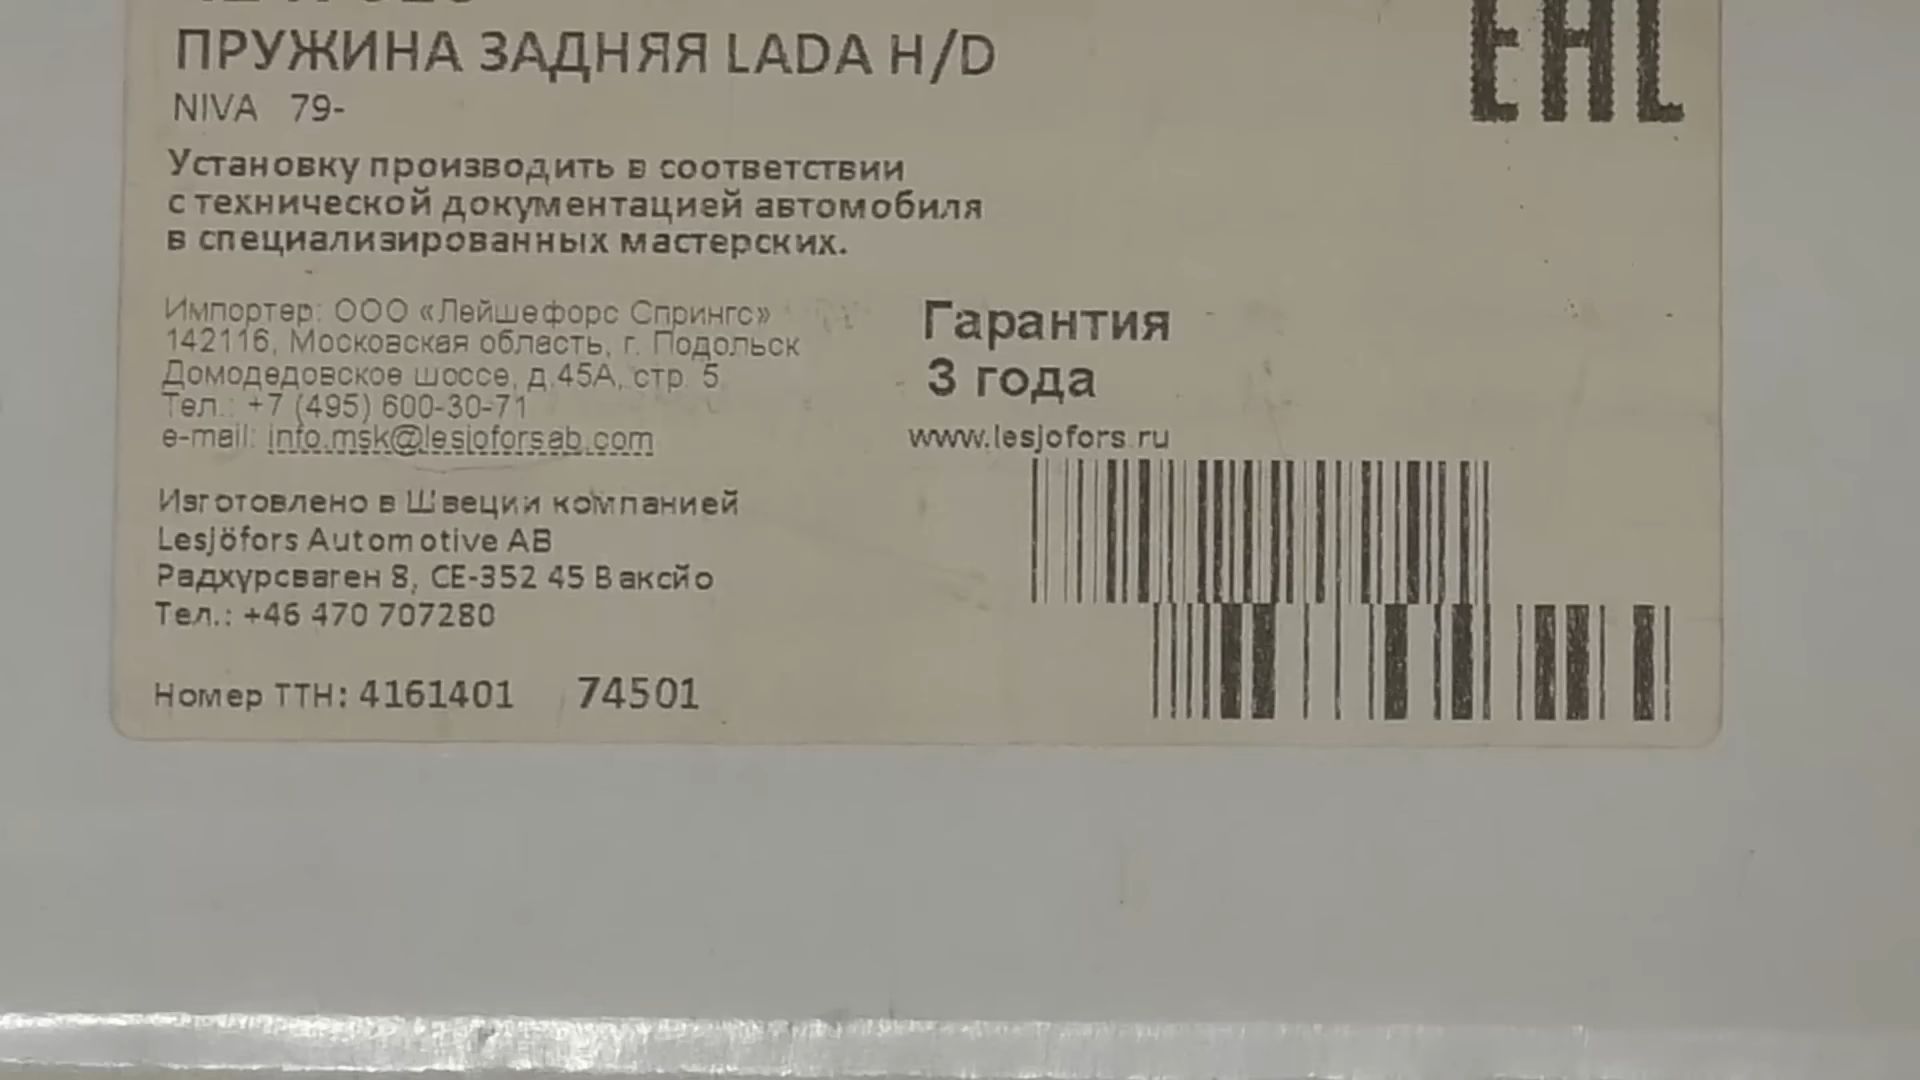 ПРУЖИНА ЗАДНЯЯ LADA H/D
NIVA 79-
Установку производить в соответствии
с технической документацией автомобиля
в специализированных мастерских.
Импортер: ООО «Лейшефорс Спрингс»
142116, Московская область, г. Подольск
Домодедовское шоссе, д.45А, стр. 5
Тел.: +7 (495) 600-30-71
e-mail: info.msk@lesjoforsab.com
Гарантия
3 года
www.lesjofors.ru
Изготовлено в Швеции компанией
Lesjöfors Automotive AB
Радхурсваген 8, СЕ-352 45 Ваксйо
Тел.: +46 470 707280
Номер ТТН: 4161401 74501